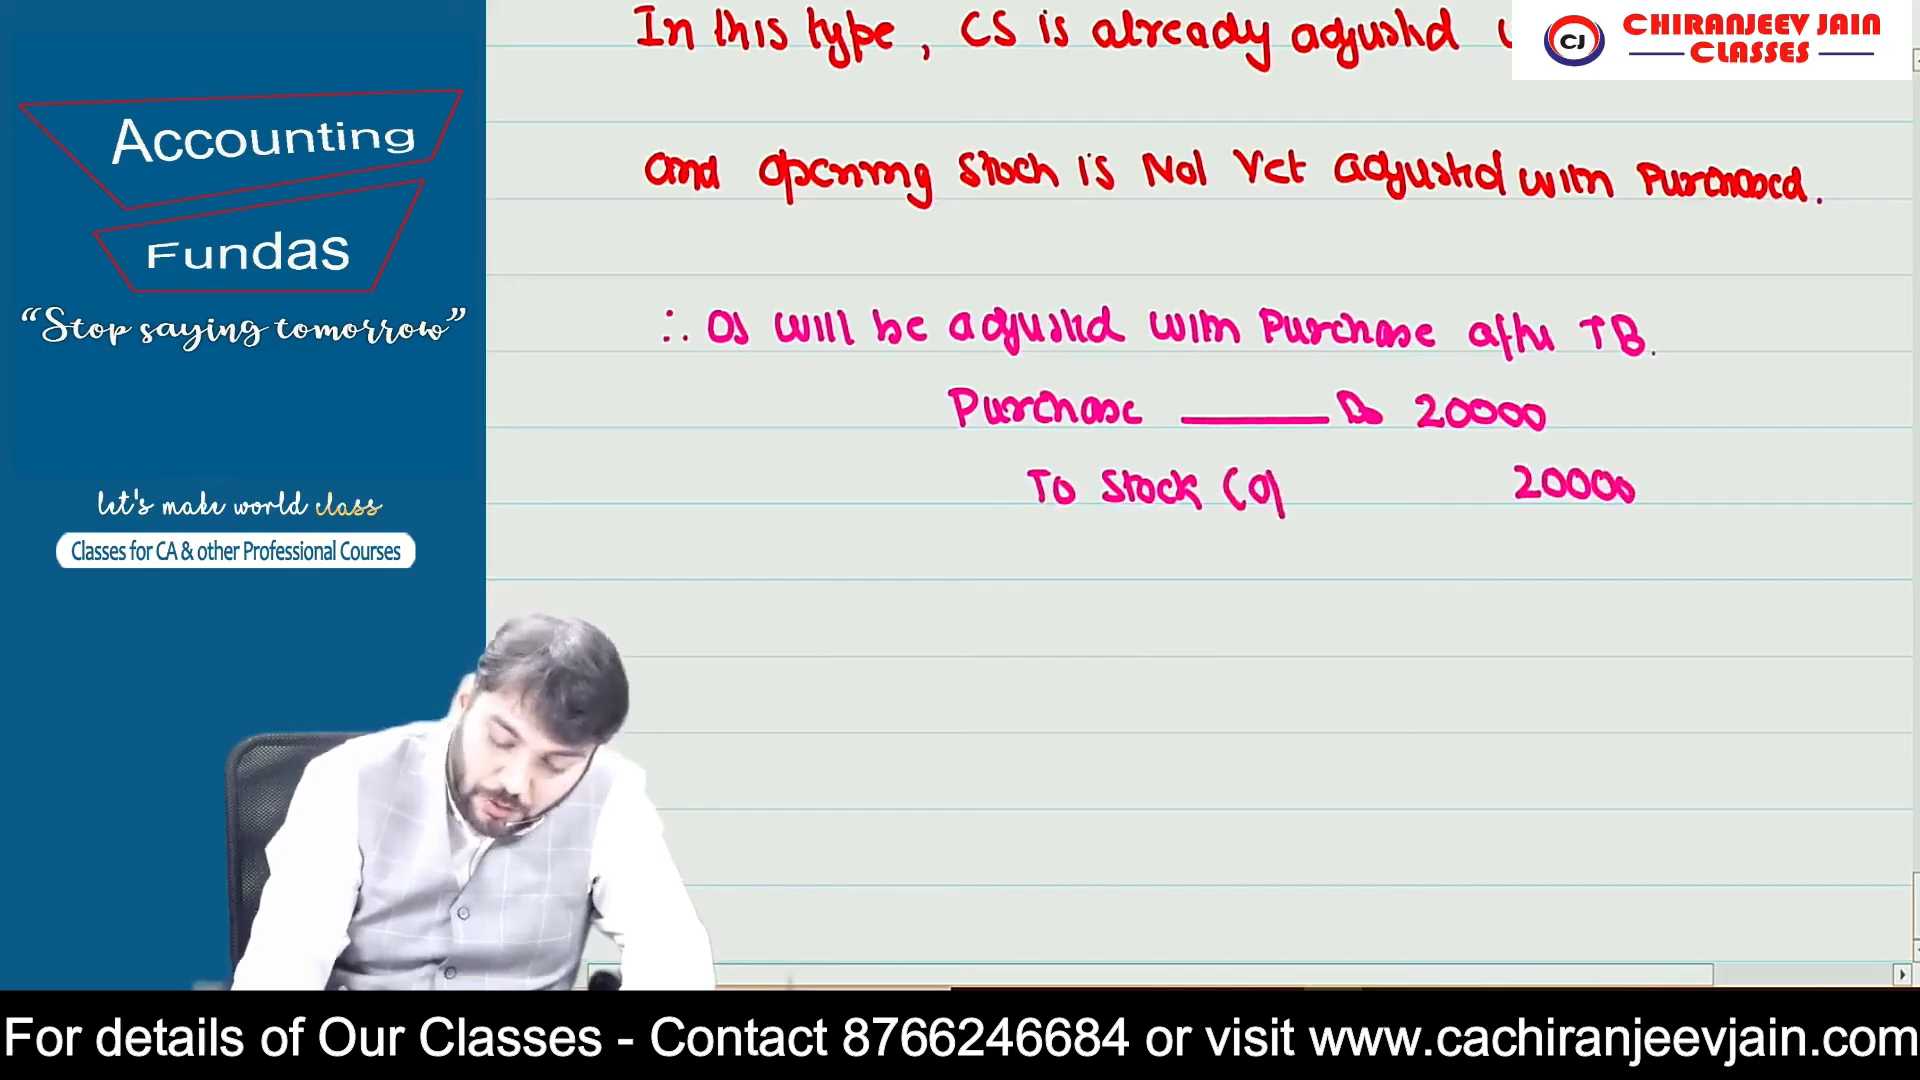 In this type, CS is already adjusted
CHIRANJEEV JAIN
CLASSES
CJ
Accounting
Fundas
and opening stock is Not Yet adjusted with Purchased.
"Stop saying tomorrow"
∴ OS will be adjusted with Purchase after TB.
Purchase ——— Dr 20000
To Stock (O) 20000
let's make world class
Classes for CA & other Professional Courses
For details of Our Classes - Contact 8766246684 or visit www.cachiranjeevjain.com